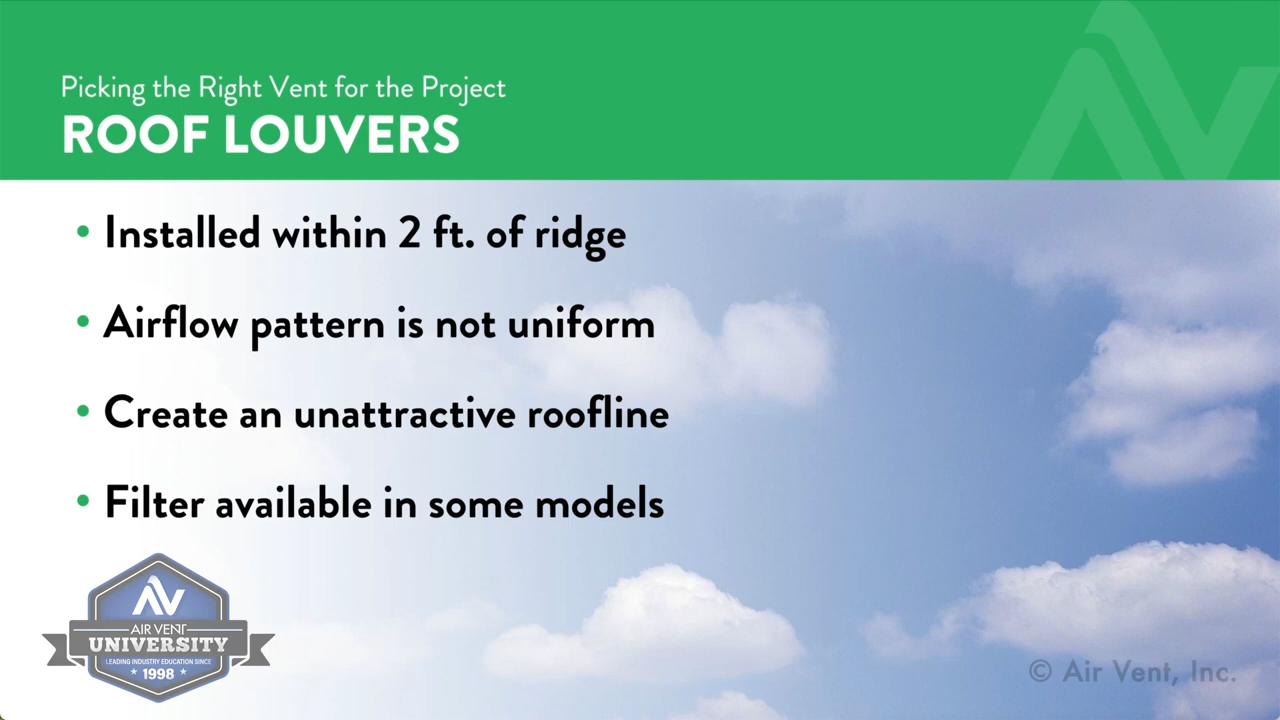 Picking the Right Vent for the Project
ROOF LOUVERS
• Installed within 2 ft. of ridge
• Airflow pattern is not uniform
• Create an unattractive roofline
• Filter available in some models
AV
AIR VENT
UNIVERSITY
LEADING INDUSTRY EDUCATION SINCE
1998
© Air Vent, Inc.